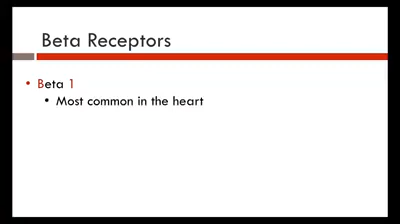 Beta Receptors
• Beta 1
• Most common in the heart